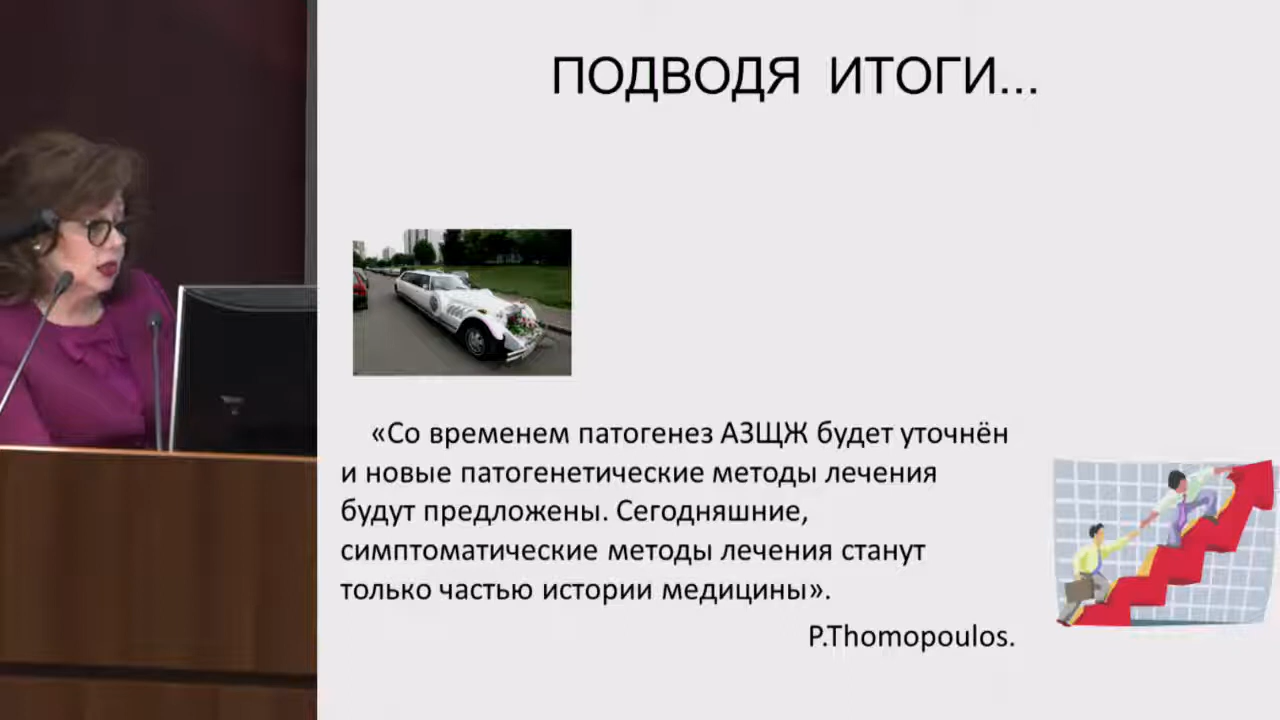 ПОДВОДЯ ИТОГИ...
«Со временем патогенез АЗЩЖ будет уточнён
и новые патогенетические методы лечения
будут предложены. Сегодняшние,
симптоматические методы лечения станут
только частью истории медицины».
P.Thomopoulos.